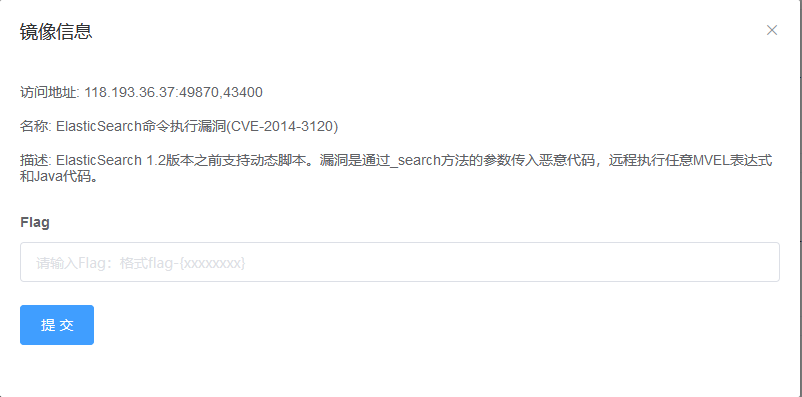 镜像信息
访问地址: 118.193.36.37:49870,43400
名称: ElasticSearch命令执行漏洞(CVE-2014-3120)
描述: ElasticSearch 1.2版本之前支持动态脚本。漏洞是通过_search方法的参数传入恶意代码，远程执行任意MVEL表达式
和Java代码。
Flag
请输入Flag：格式flag-{xxxxxxxx}
提 交